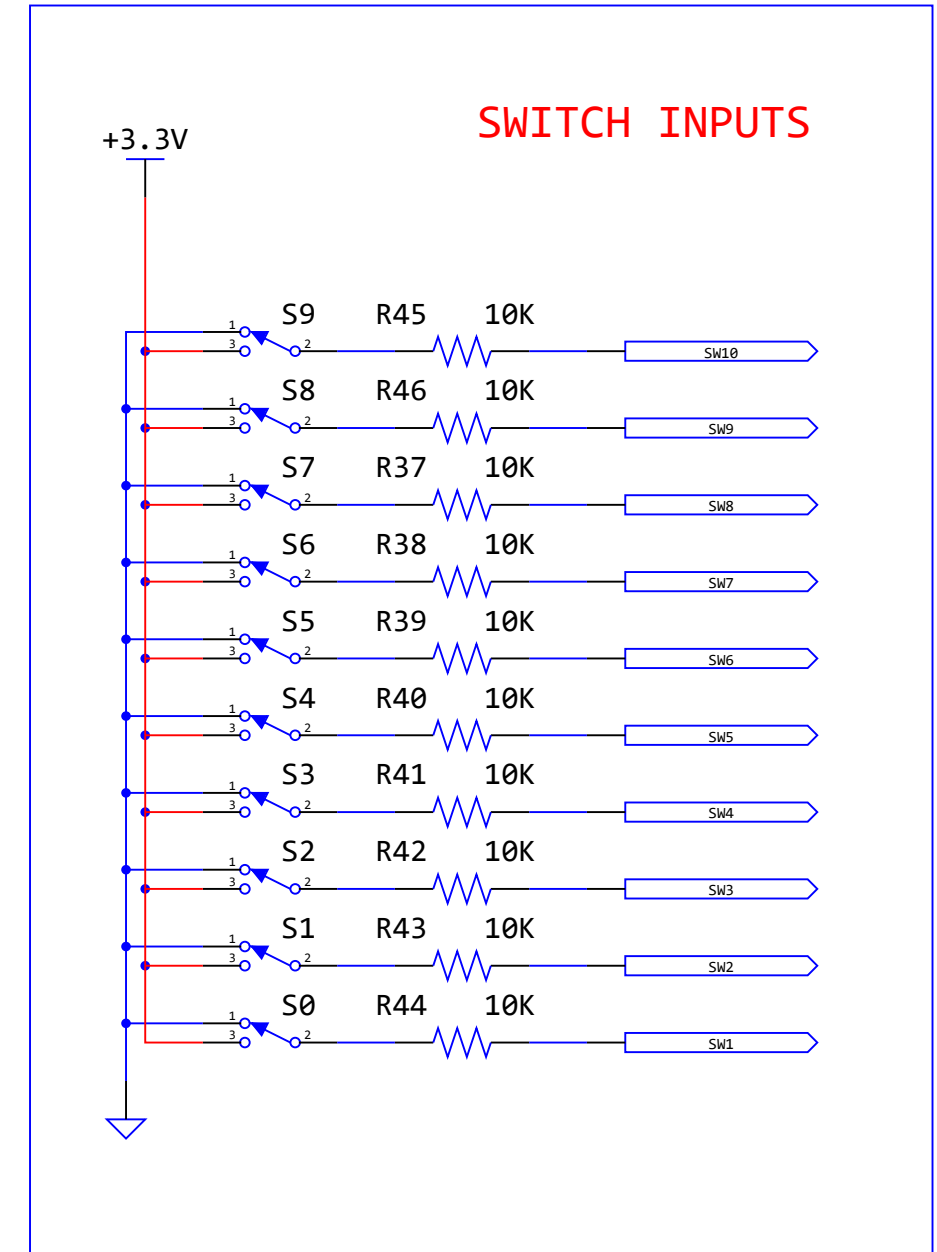 SWITCH INPUTS
+3.3V
S9 R45 10K
1
3 2 SW10
S8 R46 10K
1
3 2 SW9
S7 R37 10K
1
3 2 SW8
S6 R38 10K
1
3 2 SW7
S5 R39 10K
1
3 2 SW6
S4 R40 10K
1
3 2 SW5
S3 R41 10K
1
3 2 SW4
S2 R42 10K
1
3 2 SW3
S1 R43 10K
1
3 2 SW2
S0 R44 10K
1
3 2 SW1